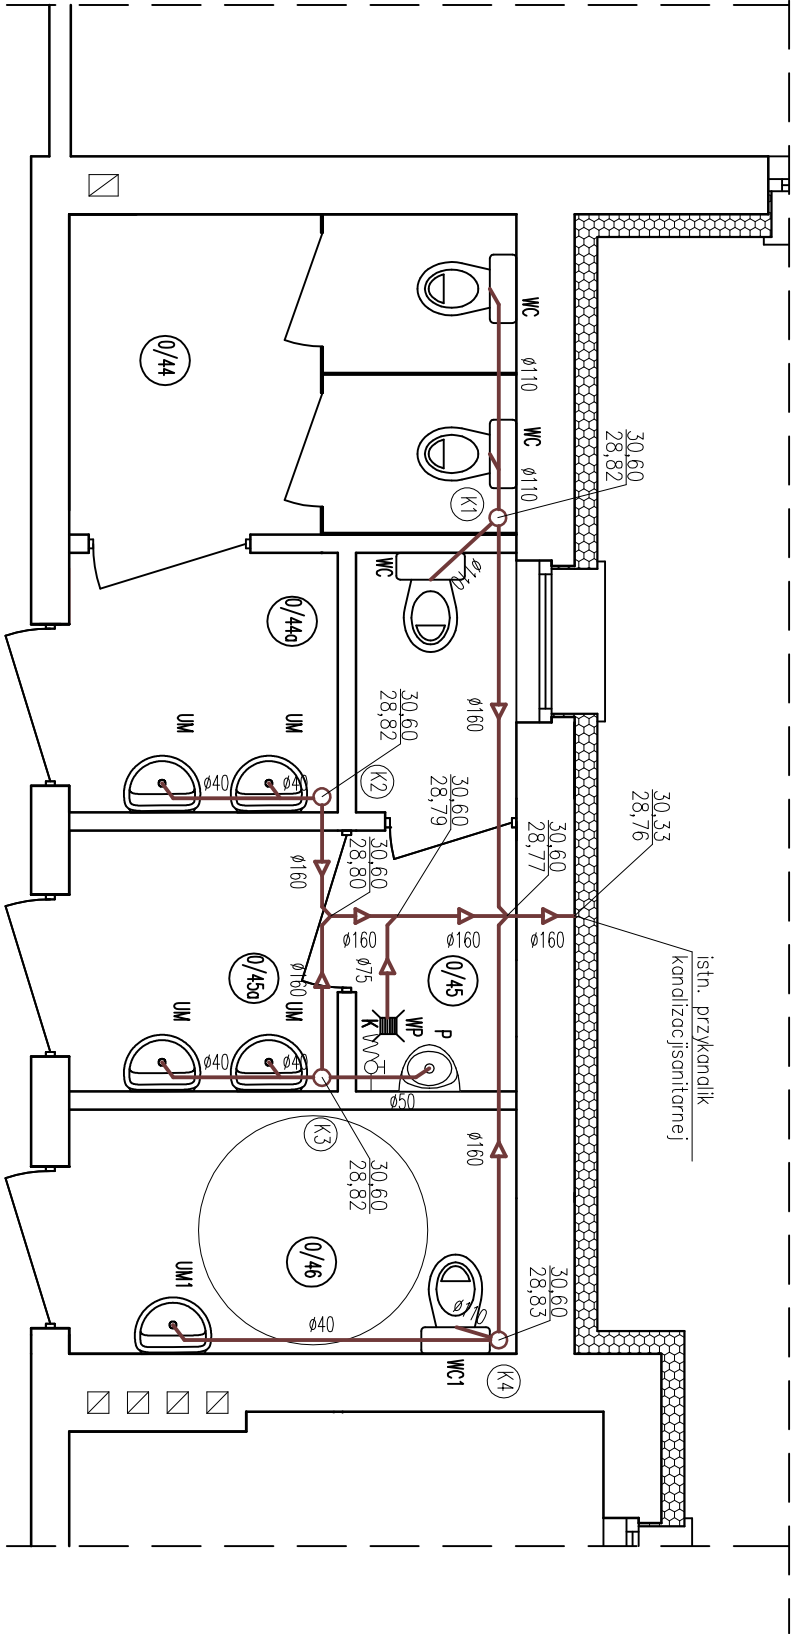 WC
ø110
WC
ø110
K1
30,60
28,82
0/44
WC
ø110
0/44a
UM
UM
ø40
ø40
30,60
28,82
K2
ø160
30,60
28,79
30,60
28,77
30,33
28,76
30,60
28,80
ø160
ø160
ø160
ø160
istn. przykanalik
kanalizacjisanitarnej
0/45
0/45a
ø160
ø75
K
WP
P
UM
UM
ø40
ø40
ø50
K3
30,60
28,82
ø160
0/46
UM1
ø40
ø110
30,60
28,83
WC1
K4